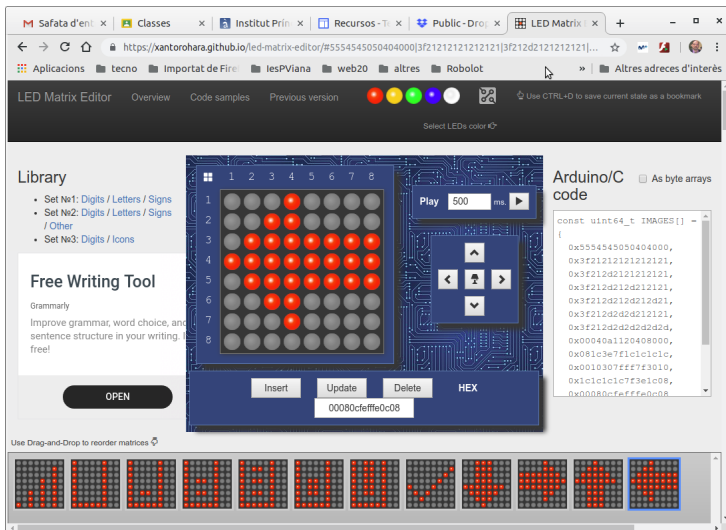 Safata d'ent
Classes
Institut Prin
Recursos - Te
Public - Drop
LED Matrix E
https://xantorohara.github.io/led-matrix-editor/#5554545050404000|3f21212121212121|3f212d2121212121|...
Aplicacions
tecno
Importat de Firef
IesPViana
web20
altres
Robolot
»
Altres adreces d'interès
LED Matrix Editor
Overview
Code samples
Previous version
Use CTRL+D to save current state as a bookmark
Select LEDs color
Library
Set №1: Digits / Letters / Signs
Set №2: Digits / Letters / Signs
/ Other
Set №3: Digits / Icons
Free Writing Tool
Grammarly
Improve grammar, word choice, and
sentence structure in your writing. I
free!
OPEN
1 2 3 4 5 6 7 8
1
2
3
4
5
6
7
8
Play
500
ms.
Insert
Update
Delete
HEX
00080cfefffe0c08
Arduino/C
code
As byte arrays
const uint64_t IMAGES[] =
{
0x5554545050404000,
0x3f21212121212121,
0x3f212d2121212121,
0x3f212d212d212121,
0x3f212d212d212d21,
0x3f212d2d2d212121,
0x3f212d2d2d2d2d2d,
0x00040a1120408000,
0x081c3e7f1c1c1c1c,
0x0010307fff7f3010,
0x1c1c1c1c7f3e1c08,
0x00080cfefffe0c08
Use Drag-and-Drop to reorder matrices